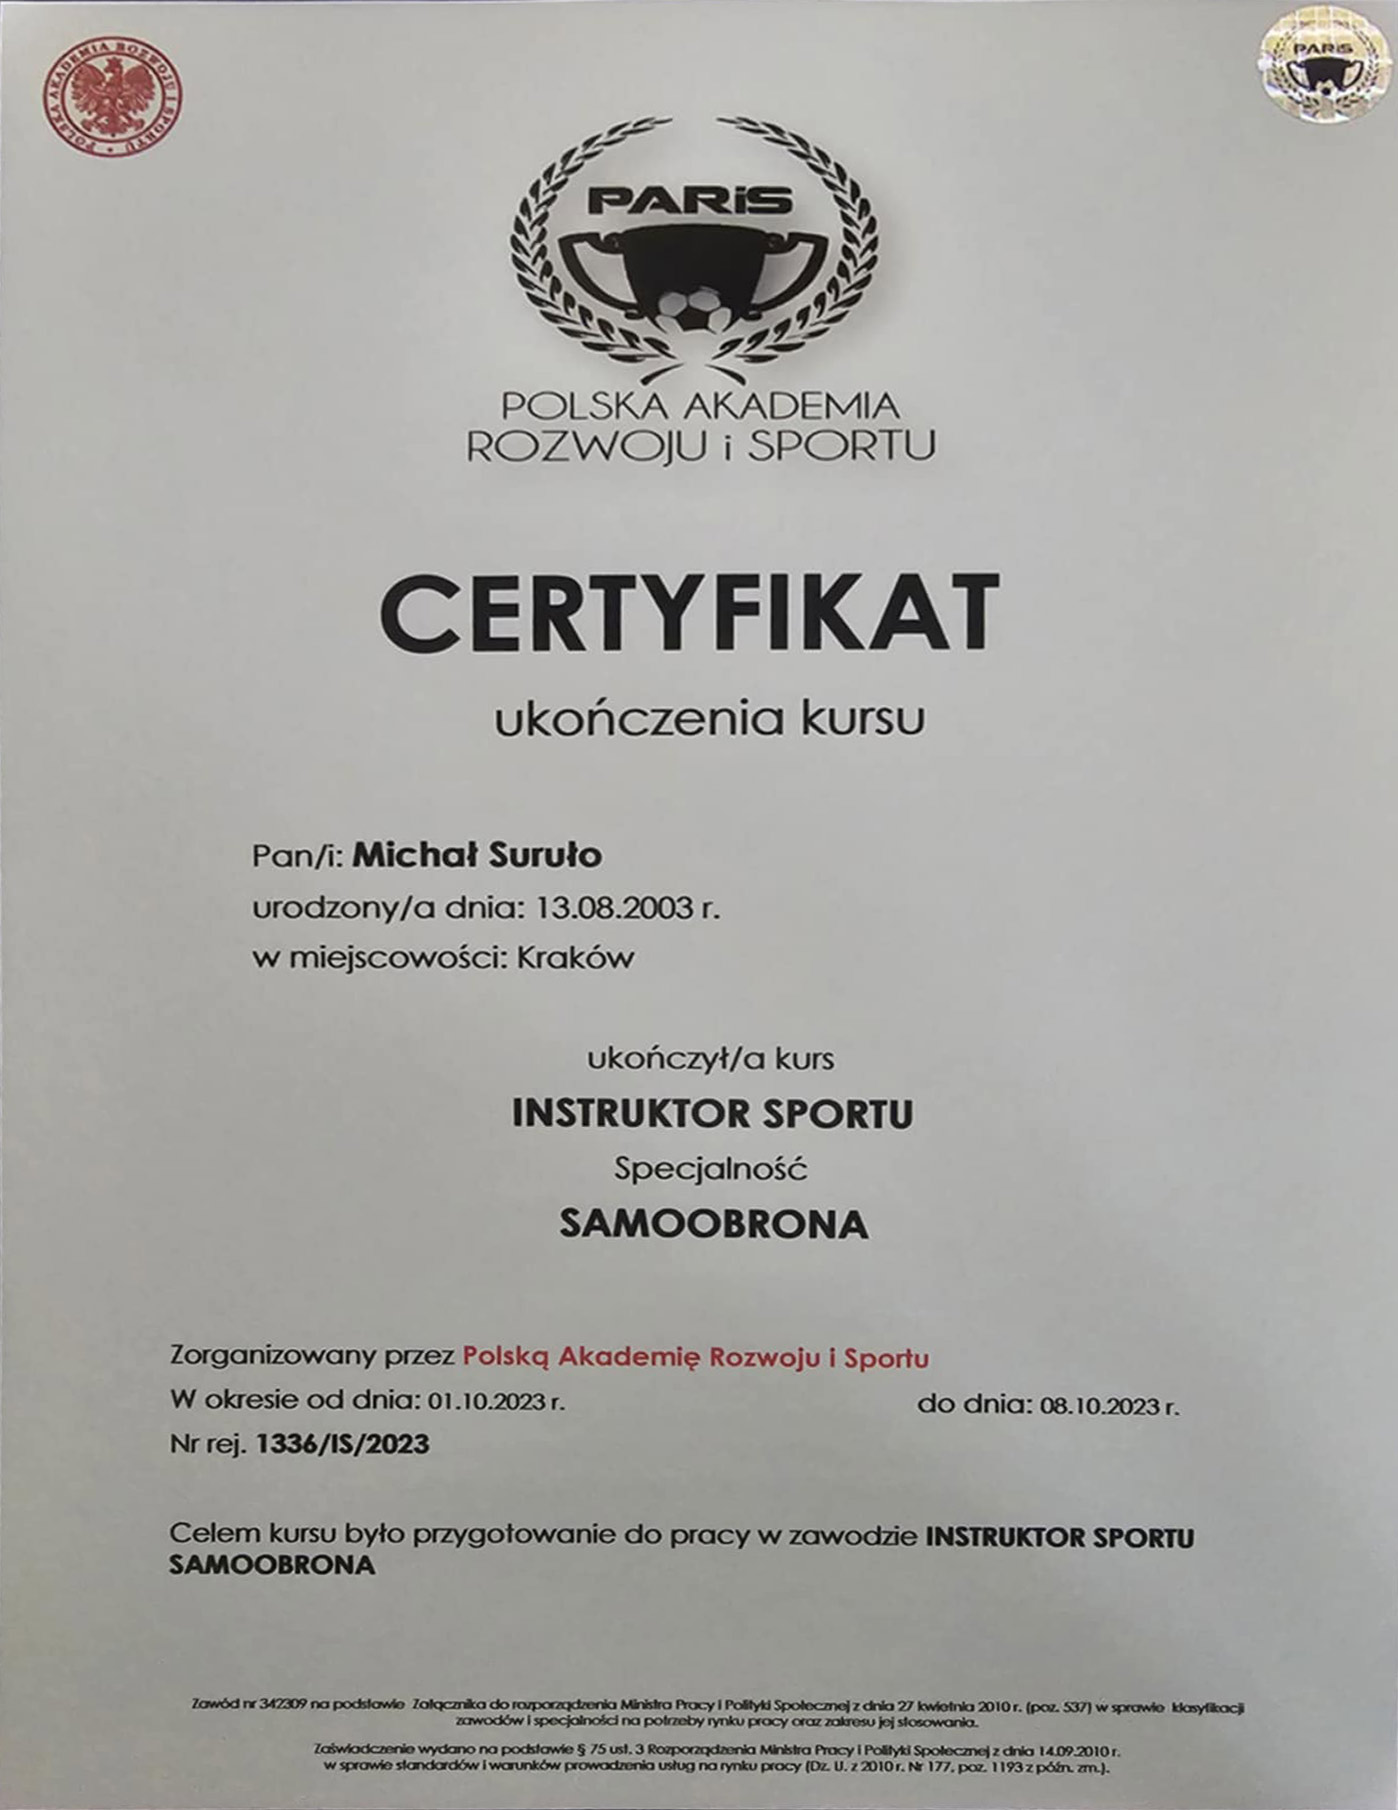 POLSKA AKADEMIA ROZWOJU I SPORTU
PARiS
PARiS
POLSKA AKADEMIA
ROZWOJU i SPORTU
CERTYFIKAT
ukończenia kursu
Pan/i: Michał Suruło
urodzony/a dnia: 13.08.2003 r.
w miejscowości: Kraków
ukończył/a kurs
INSTRUKTOR SPORTU
Specjalność
SAMOOBRONA
Zorganizowany przez Polską Akademię Rozwoju i Sportu
W okresie od dnia: 01.10.2023 r. do dnia: 08.10.2023 r.
Nr rej. 1336/IS/2023
Celem kursu było przygotowanie do pracy w zawodzie INSTRUKTOR SPORTU
SAMOOBRONA
Zawód nr 342309 na podstawie Załącznika do rozporządzenia Ministra Pracy i Polityki Społecznej z dnia 27 kwietnia 2010 r. (poz. 537) w sprawie klasyfikacji
zawodów i specjalności na potrzeby rynku pracy oraz zakresu jej stosowania.
Zaświadczenie wydano na podstawie § 75 ust. 3 Rozporządzenia Ministra Pracy i Polityki Społecznej z dnia 14.09.2010 r.
w sprawie standardów i warunków prowadzenia usług na rynku pracy (Dz. U. z 2010 r. Nr 177, poz. 1193 z późn. zm.).